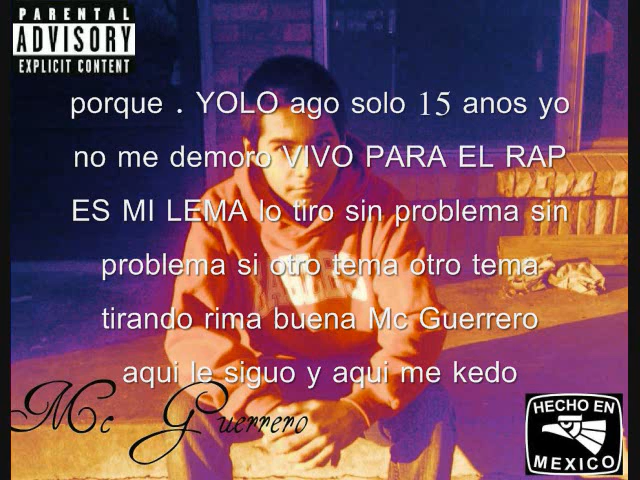 PARENTAL
ADVISORY
EXPLICIT CONTENT
porque . YOLO ago solo 15 anos yo
no me demoro VIVO PARA EL RAP
ES MI LEMA lo tiro sin problema sin
problema si otro tema otro tema
tirando rima buena Mc Guerrero
aqui le siguo y aqui me kedo
Mc Guerrero
HECHO EN
MEXICO